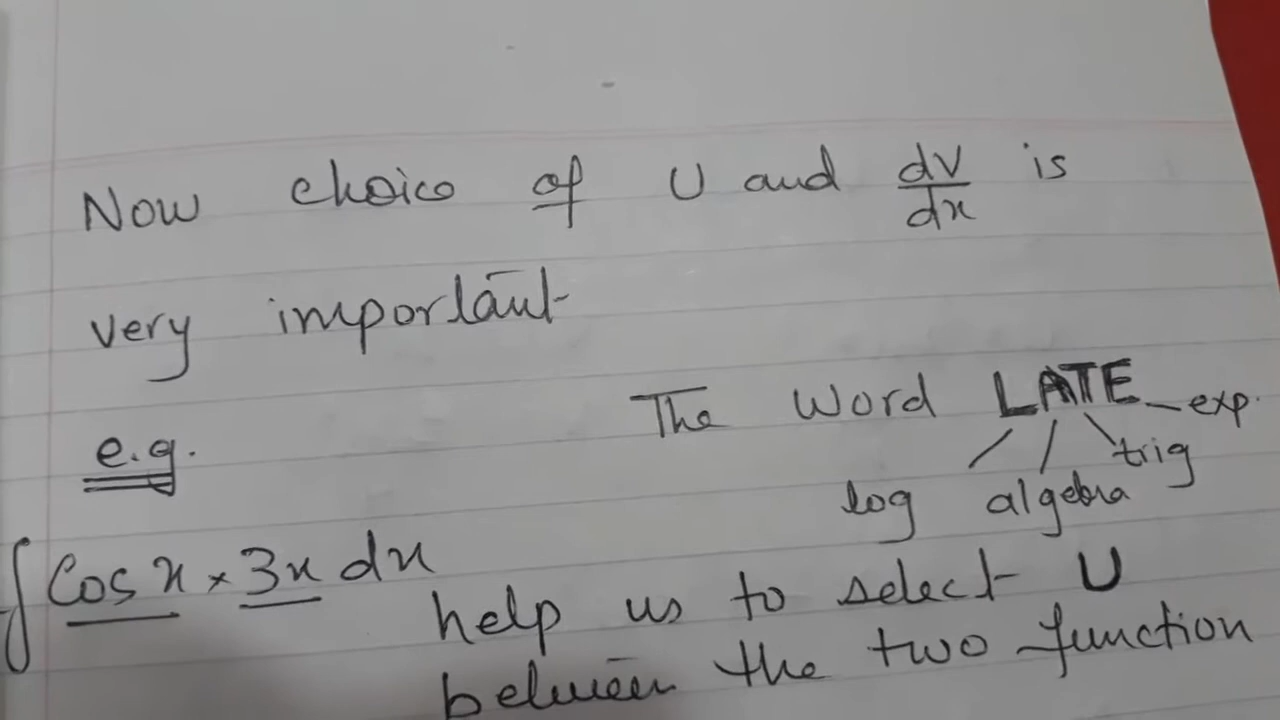 Now choice of U and dv/dx is
very important
The Word LATE exp.
e.g. trig
log algebra
∫ Cos x × 3x dx
help us to select U
between the two function